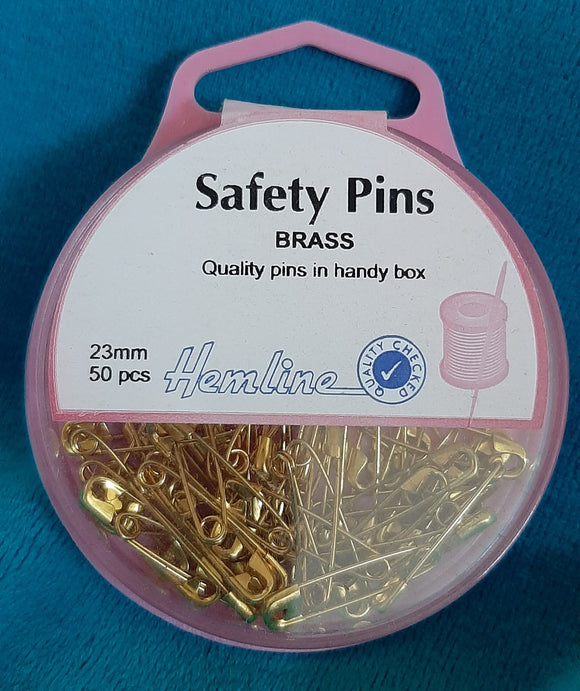 Safety Pins
BRASS
Quality pins in handy box
23mm
50 pcs
Hemline
QUALITY CHECKED